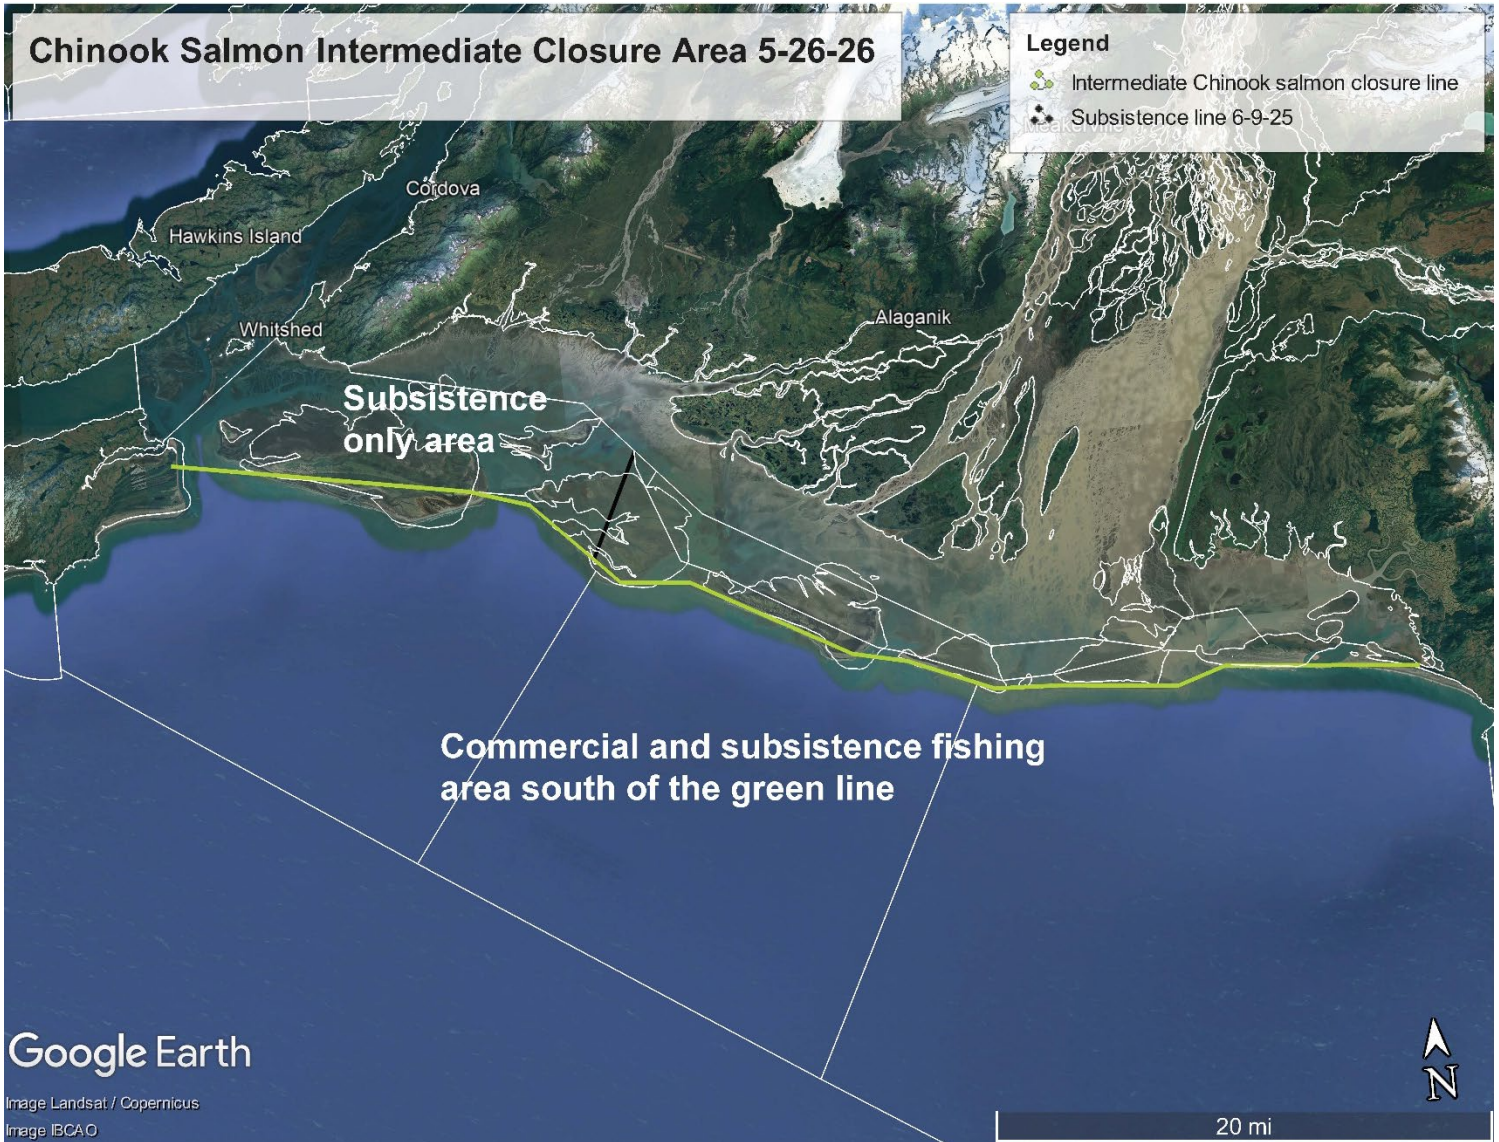 Chinook Salmon Intermediate Closure Area 5-26-26
Legend
Intermediate Chinook salmon closure line
Subsistence line 6-9-25
Meakerville
Cordova
Hawkins Island
Whitshed
Alaganik
Subsistence
only area
Commercial and subsistence fishing
area south of the green line
Google Earth
Image Landsat / Copernicus
Image IBCAO
N
20 mi